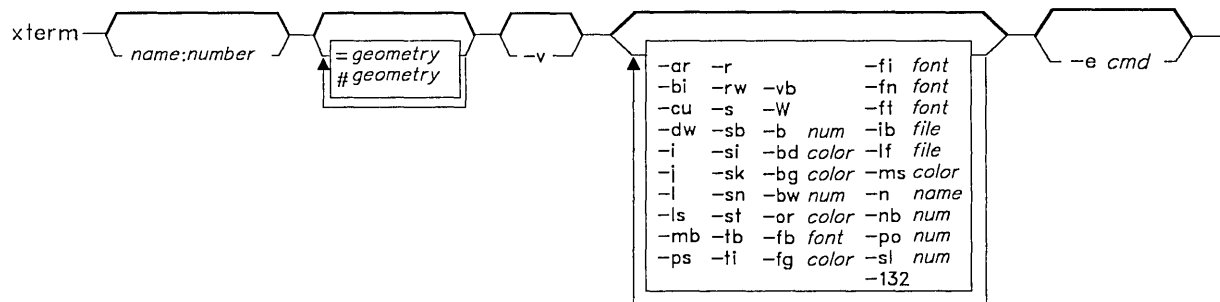 xterm name:number = geometry -v -e cmd
# geometry
-ar -r -fi font
-bi -rw -vb -fn font
-cu -s -W -ft font
-dw -sb -b num -ib file
-i -si -bd color -lf file
-j -sk -bg color -ms color
-l -sn -bw num -n name
-ls -st -or color -nb num
-mb -tb -fb font -po num
-ps -ti -fg color -sl num
-132